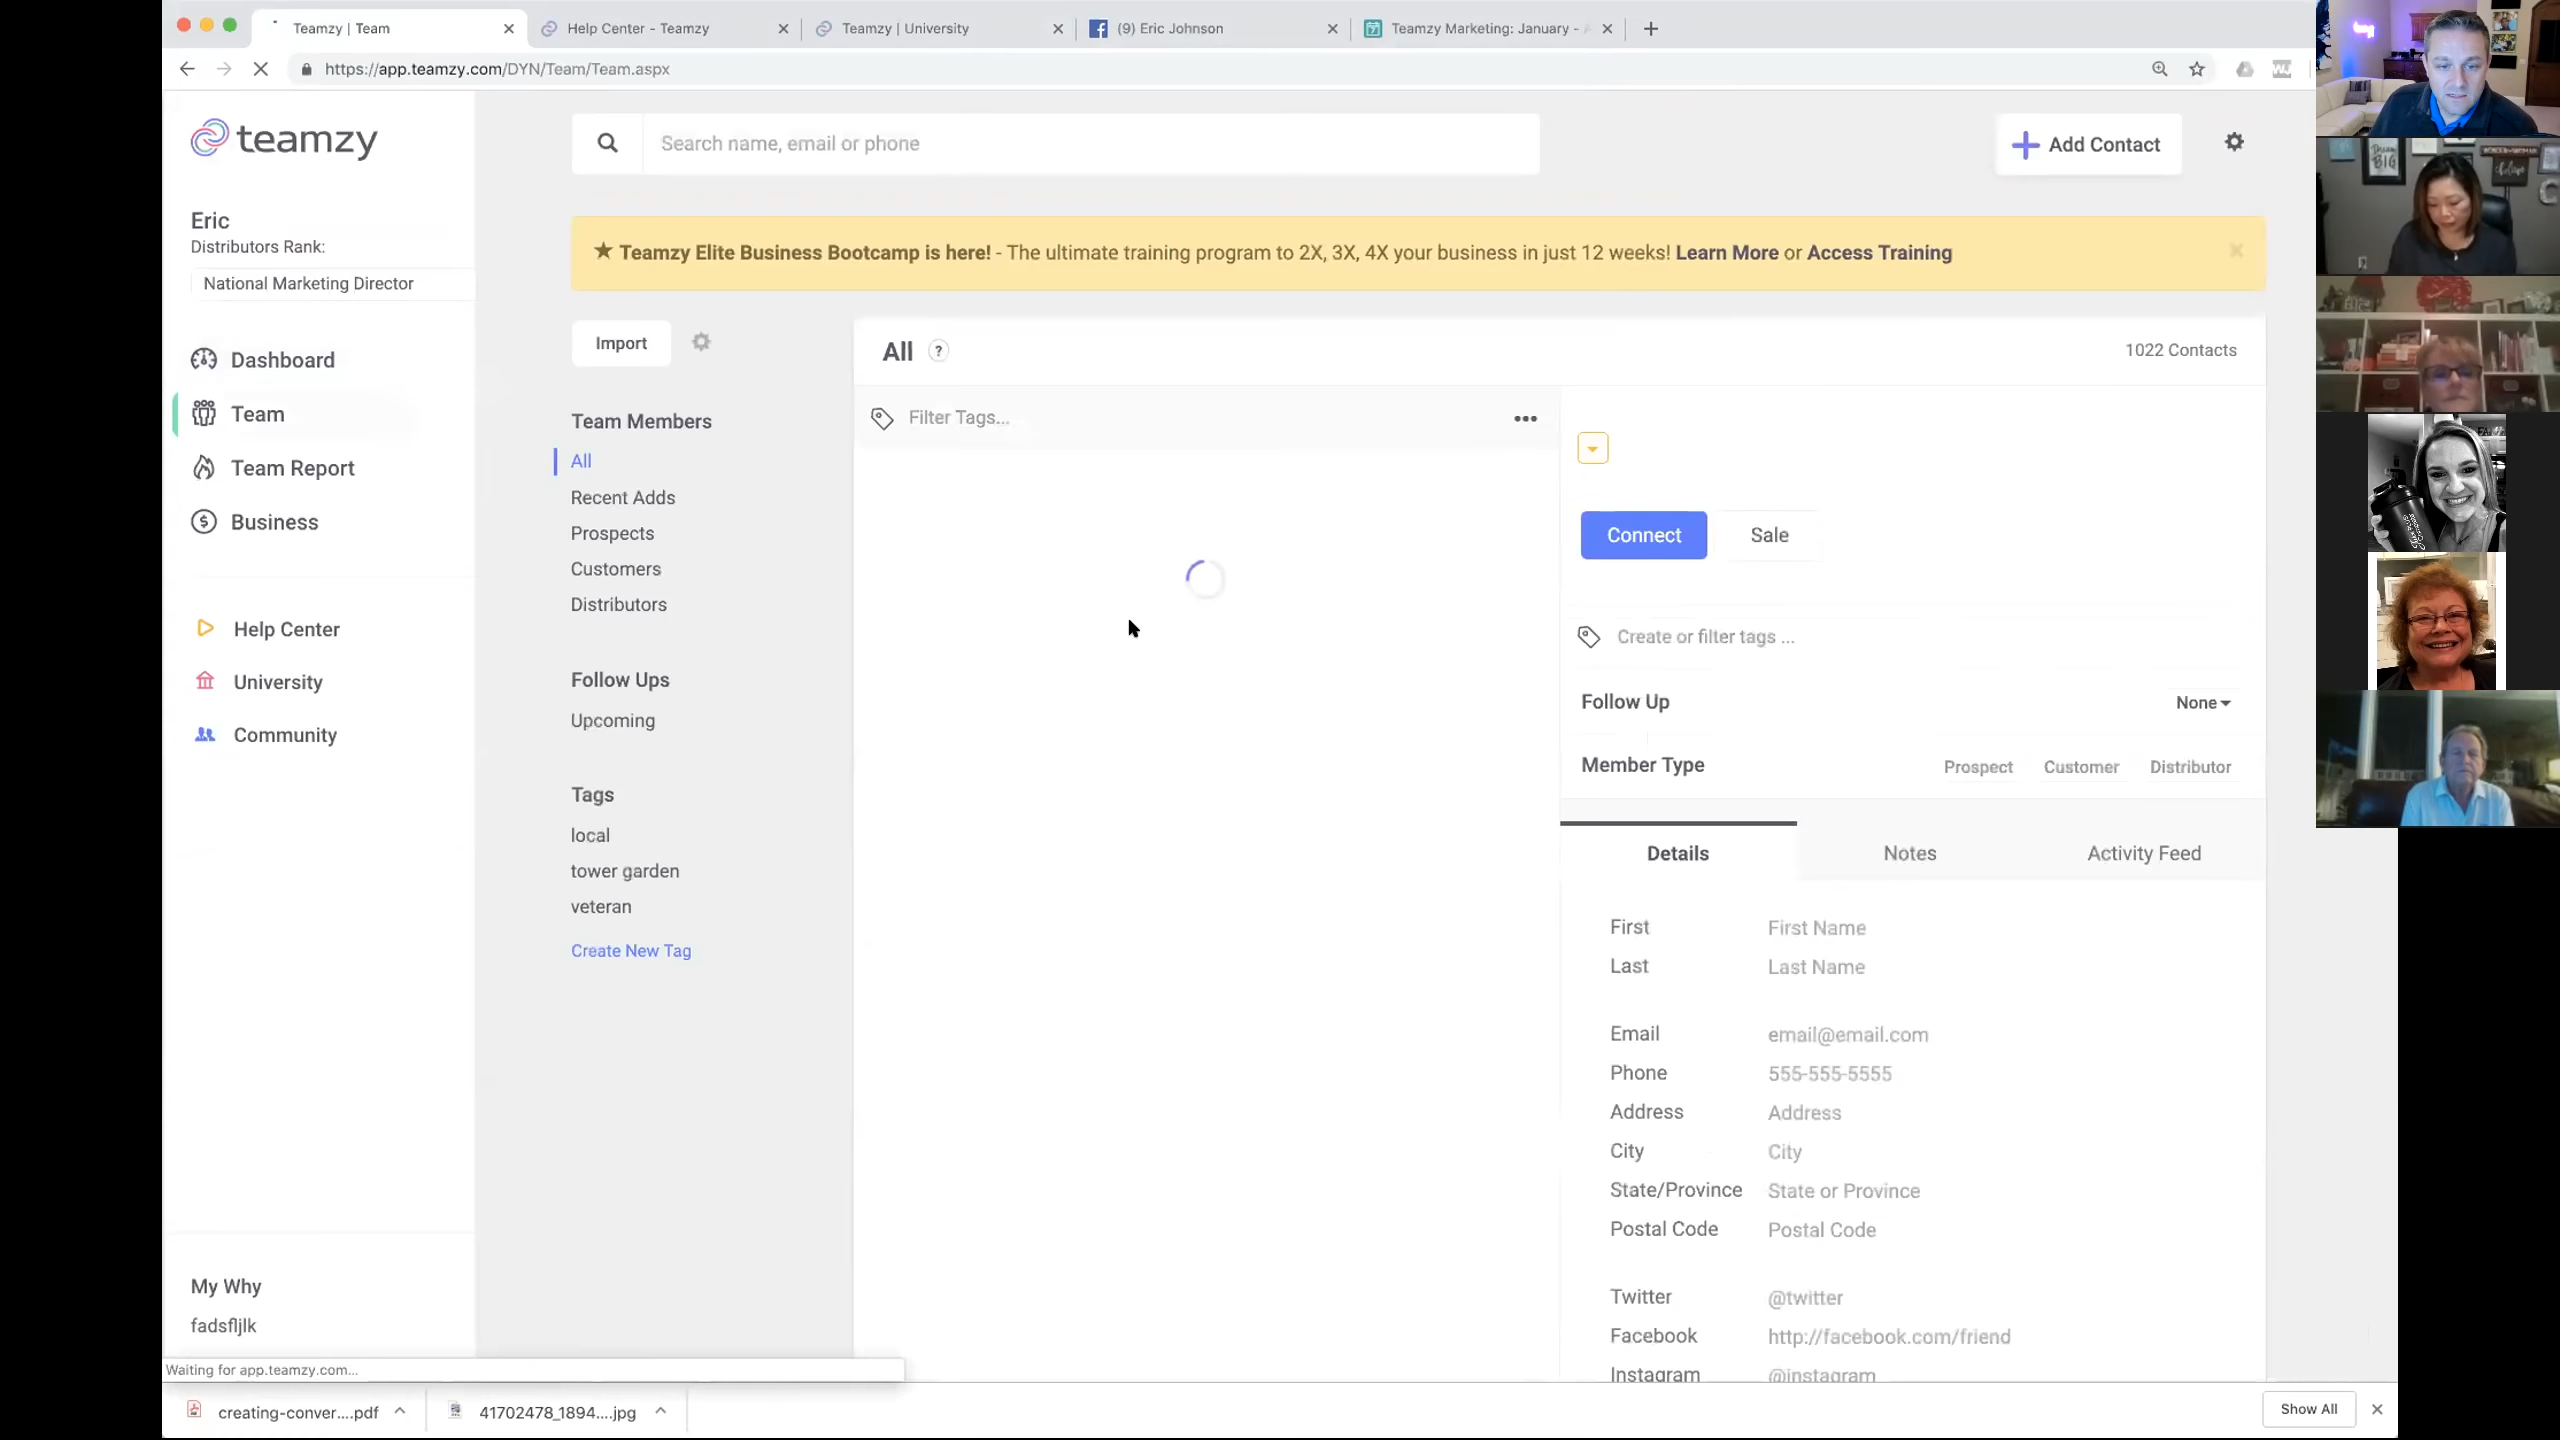 Teamzy | Team
Help Center - Teamzy
Teamzy | University
(9) Eric Johnson
Teamzy Marketing: January -
https://app.teamzy.com/DYN/Team/Team.aspx
teamzy
Search name, email or phone
Add Contact
Eric
Distributors Rank:
National Marketing Director
★ Teamzy Elite Business Bootcamp is here! - The ultimate training program to 2X, 3X, 4X your business in just 12 weeks! Learn More or Access Training
Dashboard
Team
Team Report
Business
Help Center
University
Community
My Why
fadsfljlk
Import
Team Members
All
Recent Adds
Prospects
Customers
Distributors
Follow Ups
Upcoming
Tags
local
tower garden
veteran
Create New Tag
All ?
1022 Contacts
Filter Tags...
Connect
Sale
Create or filter tags ...
Follow Up
None
Member Type
Prospect
Customer
Distributor
Details
Notes
Activity Feed
First First Name
Last Last Name
Email email@email.com
Phone 555-555-5555
Address Address
City City
State/Province State or Province
Postal Code Postal Code
Twitter @twitter
Facebook http://facebook.com/friend
Instagram @instagram
Waiting for app.teamzy.com...
creating-conver....pdf
41702478_1894....jpg
Show All
DREAM
BIG